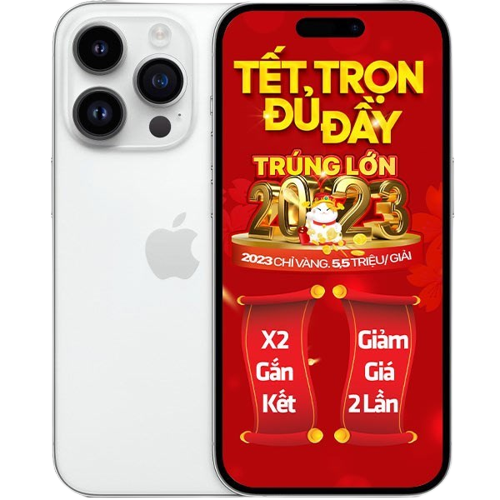 TẾT TRỌN
ĐỦ ĐẦY
TRÚNG LỚN
2023
2023 CHỈ VÀNG. 5,5 TRIỆU/ GIẢI
X2
Gắn
Kết
Giảm
Giá
2 Lần